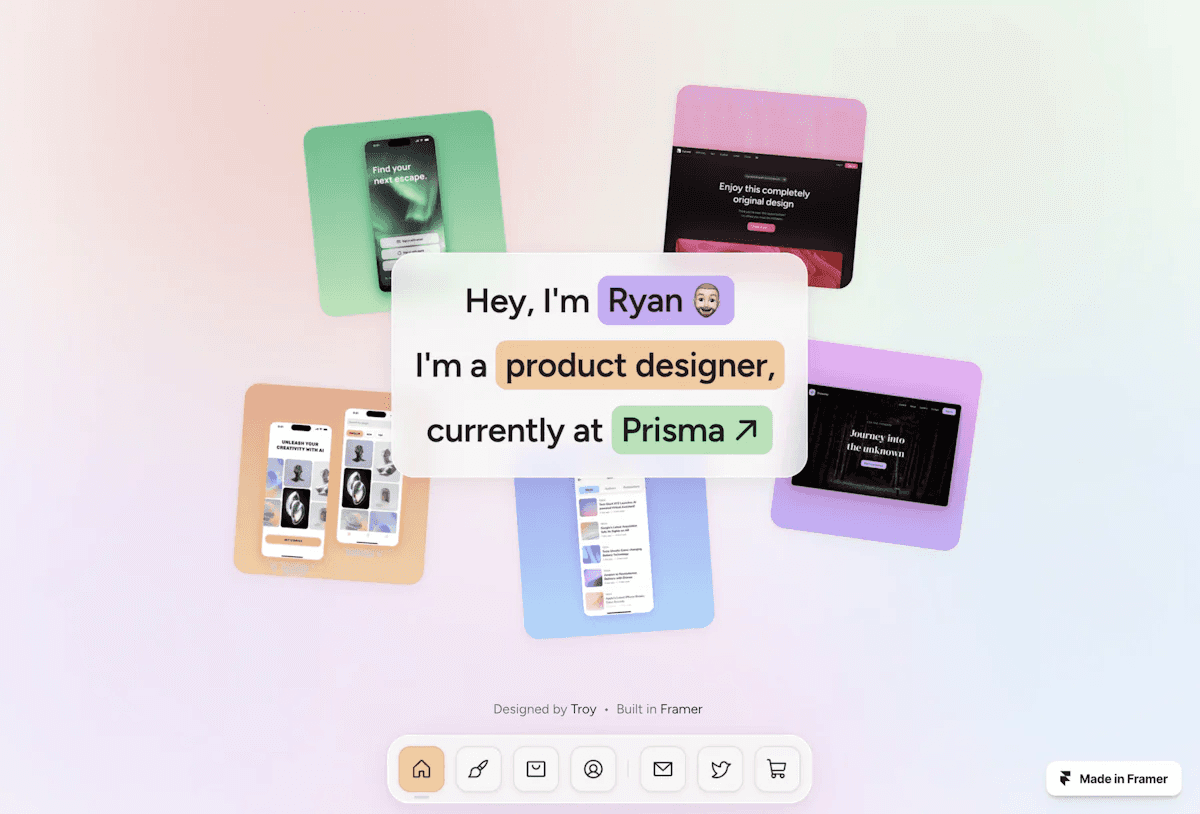 Find your
next escape.
Enjoy this completely
original design
Hey, I'm Ryan
I'm a product designer,
currently at Prisma ↗
UNLEASH YOUR
CREATIVITY WITH AI
Journey into
the unknown
Designed by Troy • Built in Framer
Made in Framer